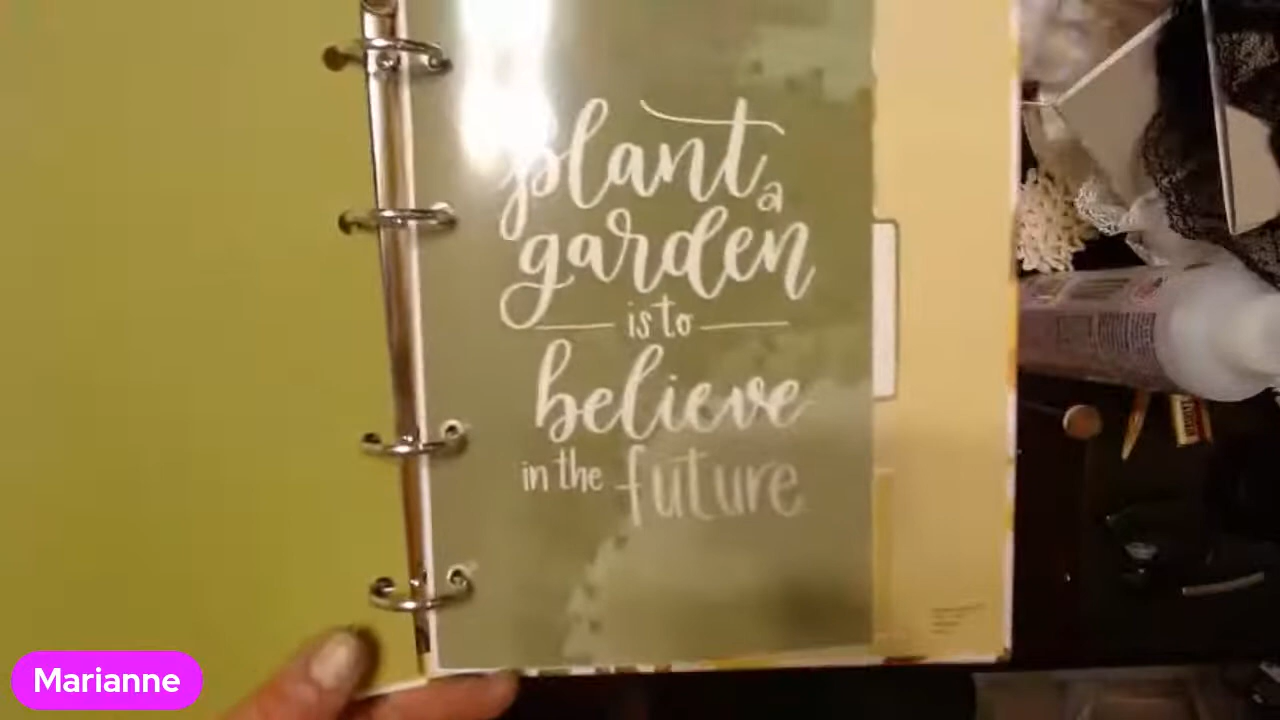 plant a
garden
is to
believe
in the future
Marianne